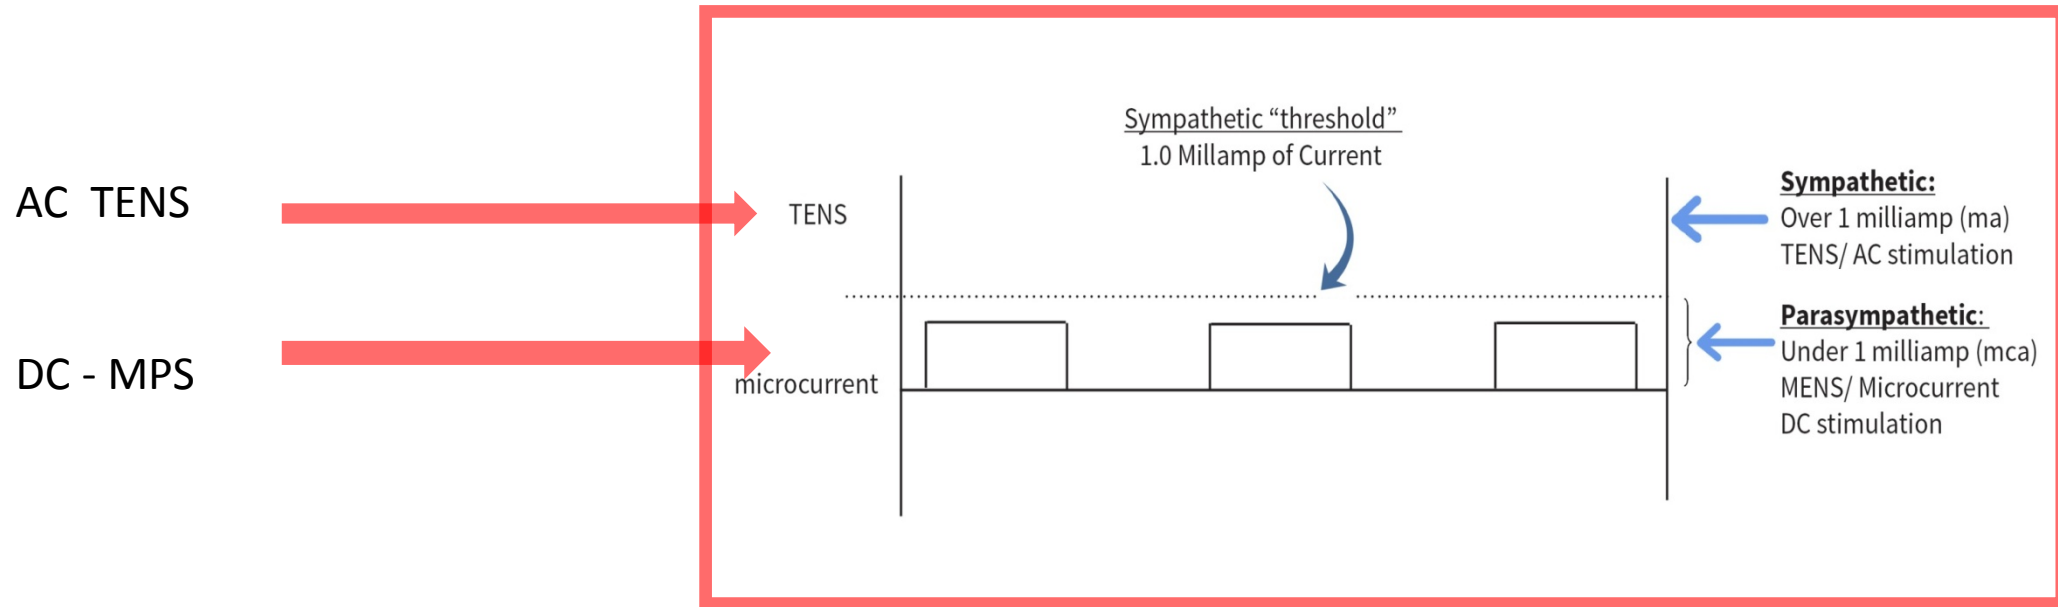 AC  TENS
DC - MPS
Sympathetic “threshold”
1.0 Millamp of Current
TENS
microcurrent
Sympathetic:
Over 1 milliamp (ma)
TENS/ AC stimulation
Parasympathetic:
Under 1 milliamp (mca)
MENS/ Microcurrent
DC stimulation